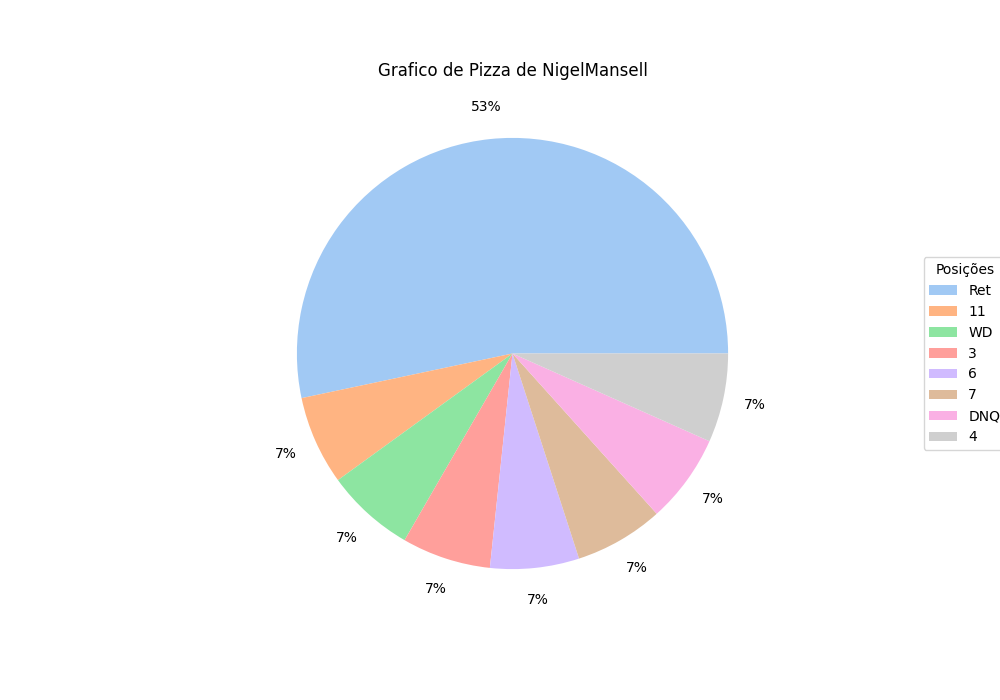 Grafico de Pizza de NigelMansell
53%
7%
7%
7%
7%
7%
7%
7%
Posições
Ret
11
WD
3
6
7
DNQ
4